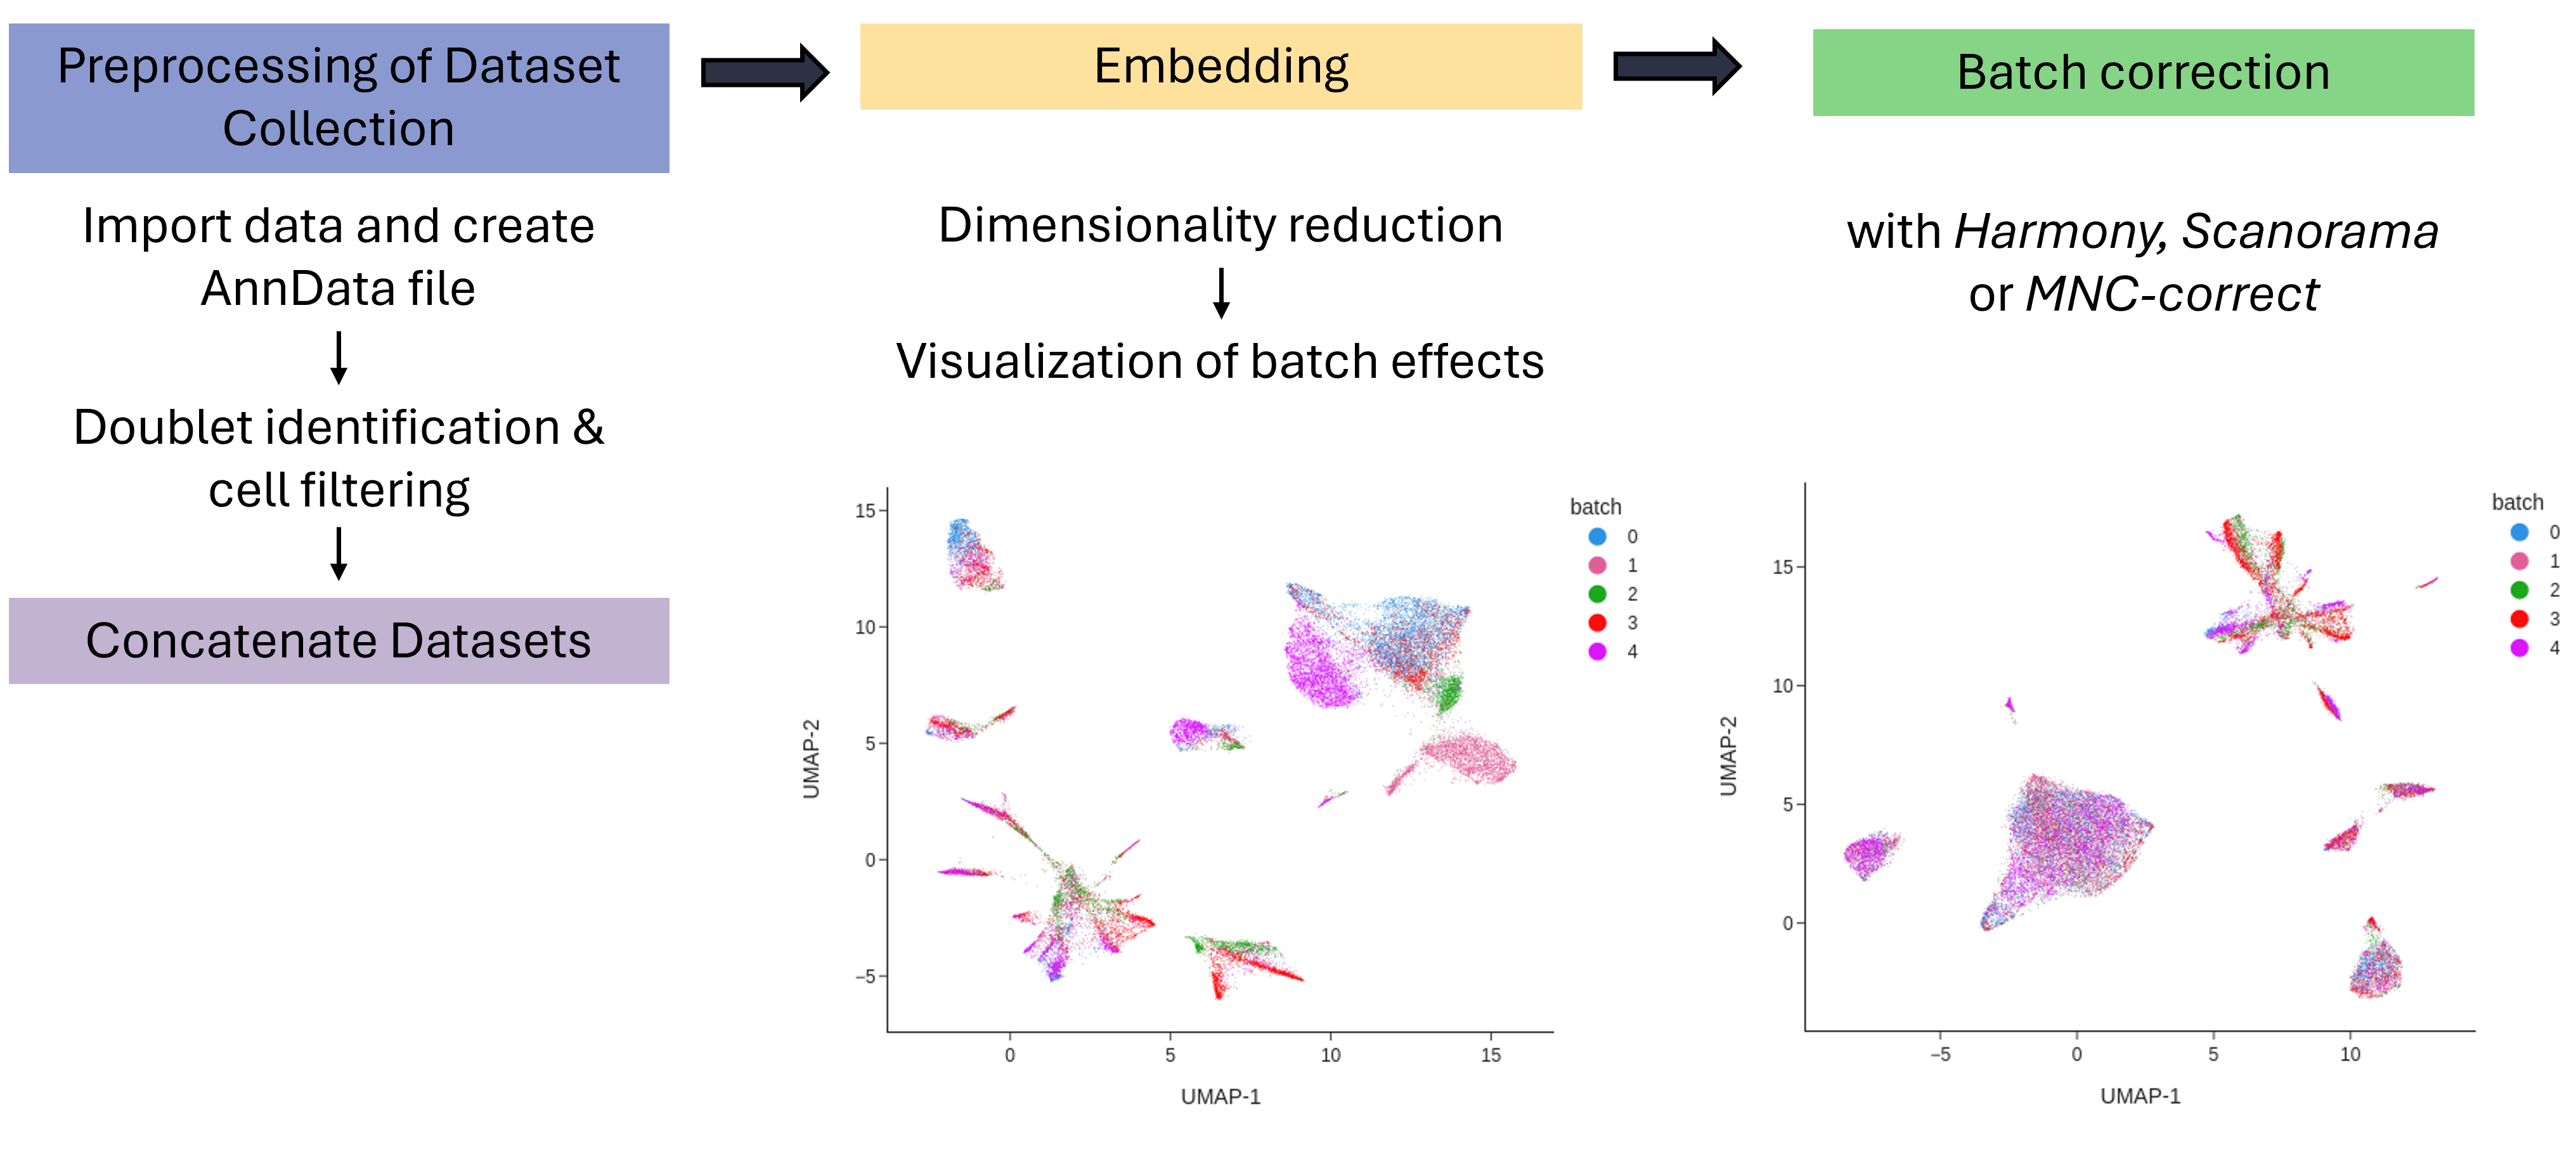 Preprocessing of Dataset
Collection
Import data and create
AnnData file
Doublet identification &
cell filtering
Concatenate Datasets
Embedding
Dimensionality reduction
Visualization of batch effects
batch
0
1
2
3
4
15
10
5
0
−5
UMAP-2
0
5
10
15
UMAP-1
Batch correction
with Harmony, Scanorama
or MNC-correct
batch
0
1
2
3
4
15
10
5
0
UMAP-2
−5
0
5
10
UMAP-1